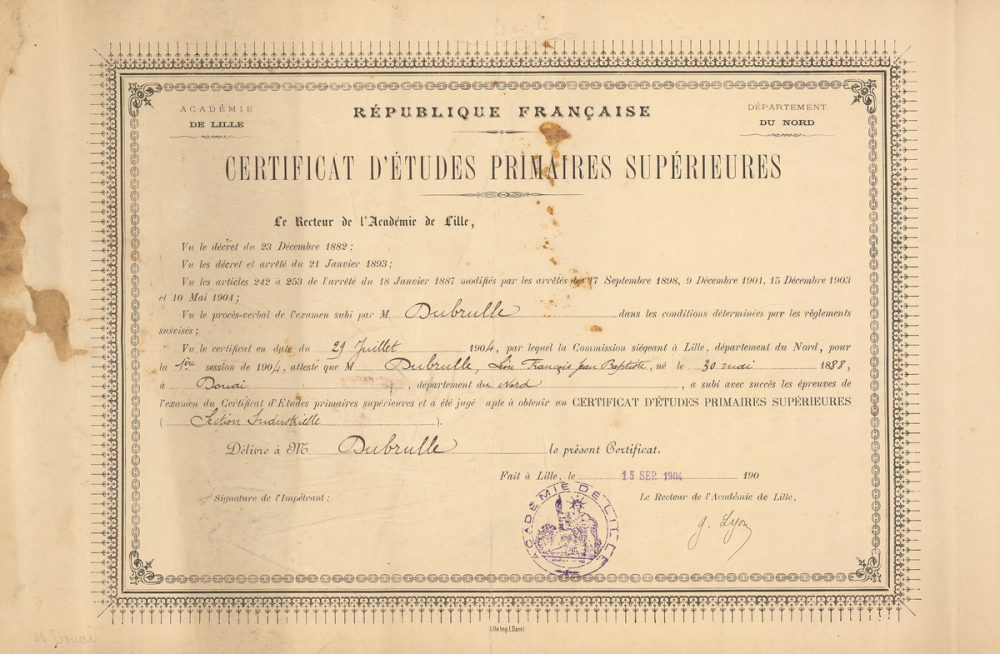 ACADÉMIE
DE LILLE
RÉPUBLIQUE FRANÇAISE
DÉPARTEMENT
DU NORD
CERTIFICAT D'ÉTUDES PRIMAIRES SUPÉRIEURES
Le Recteur de l'Académie de Lille,
Vu le décret du 23 Décembre 1882;
Vu les décret et arrêté du 21 Janvier 1893;
Vu les articles 242 à 253 de l'arrêté du 18 Janvier 1887 modifiés par les arrêtés des 17 Septembre 1898, 9 Décembre 1901, 15 Décembre 1903
et 10 Mai 1904;
Vu le procès-verbal de l'examen subi par M. Dubrulle dans les conditions déterminées par les règlements
susvisés;
Vu le certificat en date du 29 Juillet 1904, par lequel la Commission siégeant à Lille, département du Nord, pour
la 1ère session de 1904, atteste que M Dubrulle, Léon François Jean Baptiste, né le 30 mai 1888,
à Douai, département du Nord, a subi avec succès les épreuves de
l'examen du Certificat d'Etudes primaires supérieures et a été jugé apte à obtenir un CERTIFICAT D'ÉTUDES PRIMAIRES SUPÉRIEURES
(Section Industrielle).
Délivré à M. Dubrulle le présent Certificat.
Fait à Lille, le 15 SEP. 1904 190
Signature de l'Impétrant:
Le Recteur de l'Académie de Lille,
ACADÉMIE DE LILLE
G. Lyon
Lille Imp. L. Danel